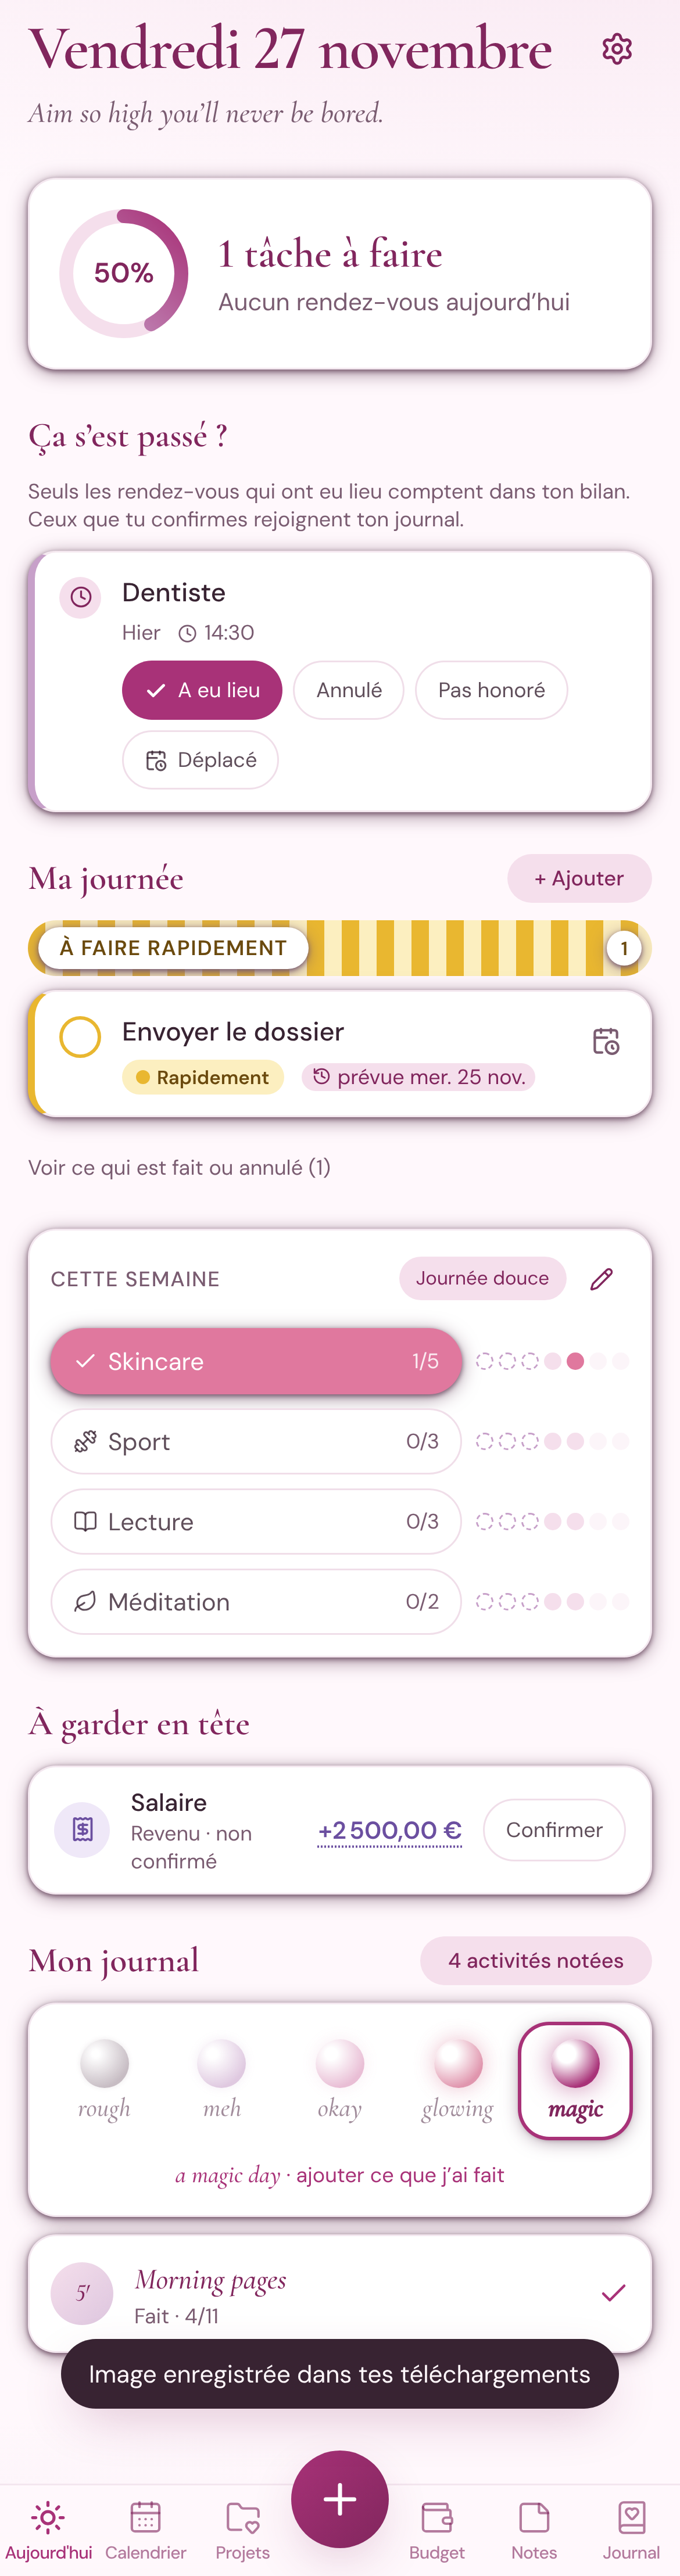 Vendredi 27 novembre
Aim so high you’ll never be bored.
50%
1 tâche à faire
Aucun rendez-vous aujourd’hui
Ça s’est passé ?
Seuls les rendez-vous qui ont eu lieu comptent dans ton bilan.
Ceux que tu confirmes rejoignent ton journal.
Dentiste
Hier 14:30
A eu lieu
Annulé
Pas honoré
Déplacé
Ma journée
+ Ajouter
À FAIRE RAPIDEMENT
1
Envoyer le dossier
Rapidement
prévue mer. 25 nov.
Voir ce qui est fait ou annulé (1)
CETTE SEMAINE
Journée douce
Skincare 1/5
Sport 0/3
Lecture 0/3
Méditation 0/2
À garder en tête
Salaire
Revenu · non
confirmé
+2 500,00 €
Confirmer
Mon journal
4 activités notées
rough
meh
okay
glowing
magic
a magic day · ajouter ce que j’ai fait
5′
Morning pages
Fait · 4/11
Image enregistrée dans tes téléchargements
Aujourd'hui
Calendrier
Projets
Budget
Notes
Journal